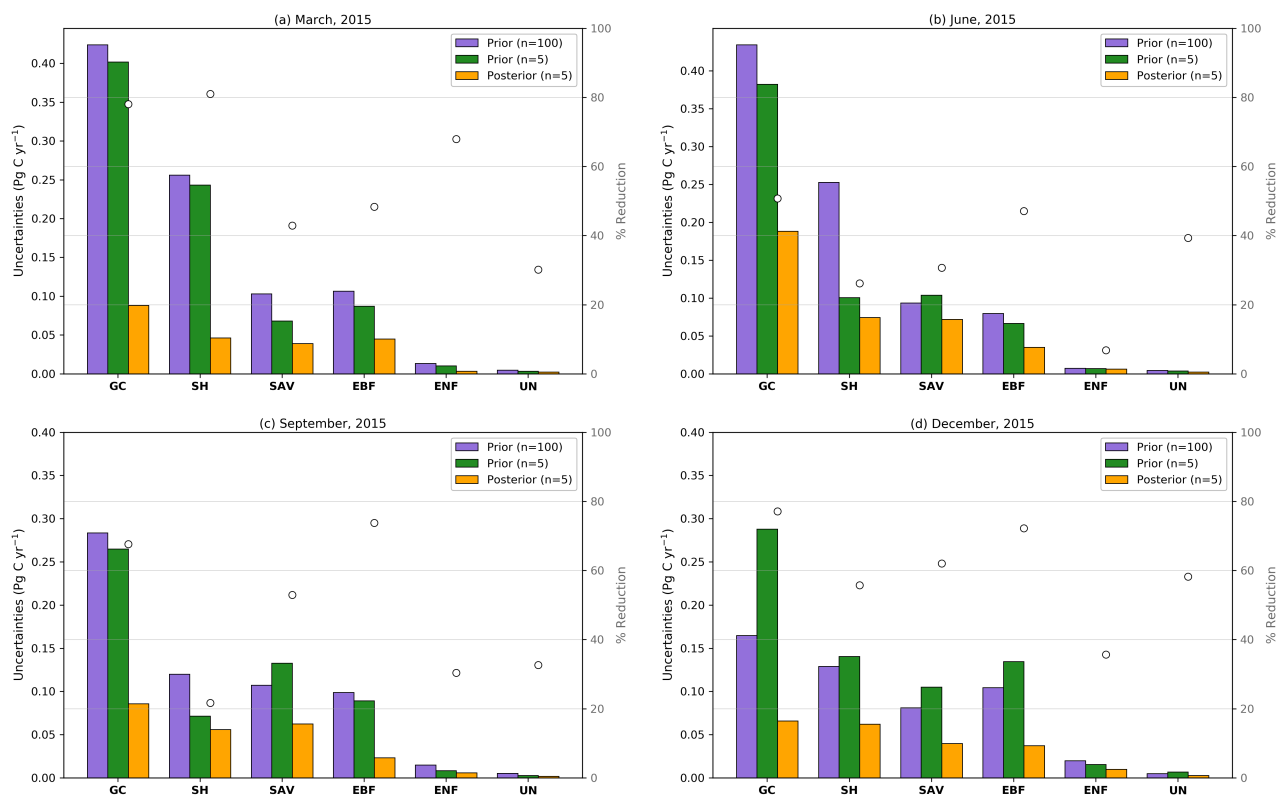 (a) March, 2015
Uncertainties (Pg C yr⁻¹)
0.40
0.35
0.30
0.25
0.20
0.15
0.10
0.05
0.00
Prior (n=100)
Prior (n=5)
Posterior (n=5)
100
80
60
40
20
0
% Reduction
GC SH SAV EBF ENF UN
(b) June, 2015
Uncertainties (Pg C yr⁻¹)
0.40
0.35
0.30
0.25
0.20
0.15
0.10
0.05
0.00
Prior (n=100)
Prior (n=5)
Posterior (n=5)
100
80
60
40
20
0
% Reduction
GC SH SAV EBF ENF UN
(c) September, 2015
Uncertainties (Pg C yr⁻¹)
0.40
0.35
0.30
0.25
0.20
0.15
0.10
0.05
0.00
Prior (n=100)
Prior (n=5)
Posterior (n=5)
100
80
60
40
20
0
% Reduction
GC SH SAV EBF ENF UN
(d) December, 2015
Uncertainties (Pg C yr⁻¹)
0.40
0.35
0.30
0.25
0.20
0.15
0.10
0.05
0.00
Prior (n=100)
Prior (n=5)
Posterior (n=5)
100
80
60
40
20
0
% Reduction
GC SH SAV EBF ENF UN